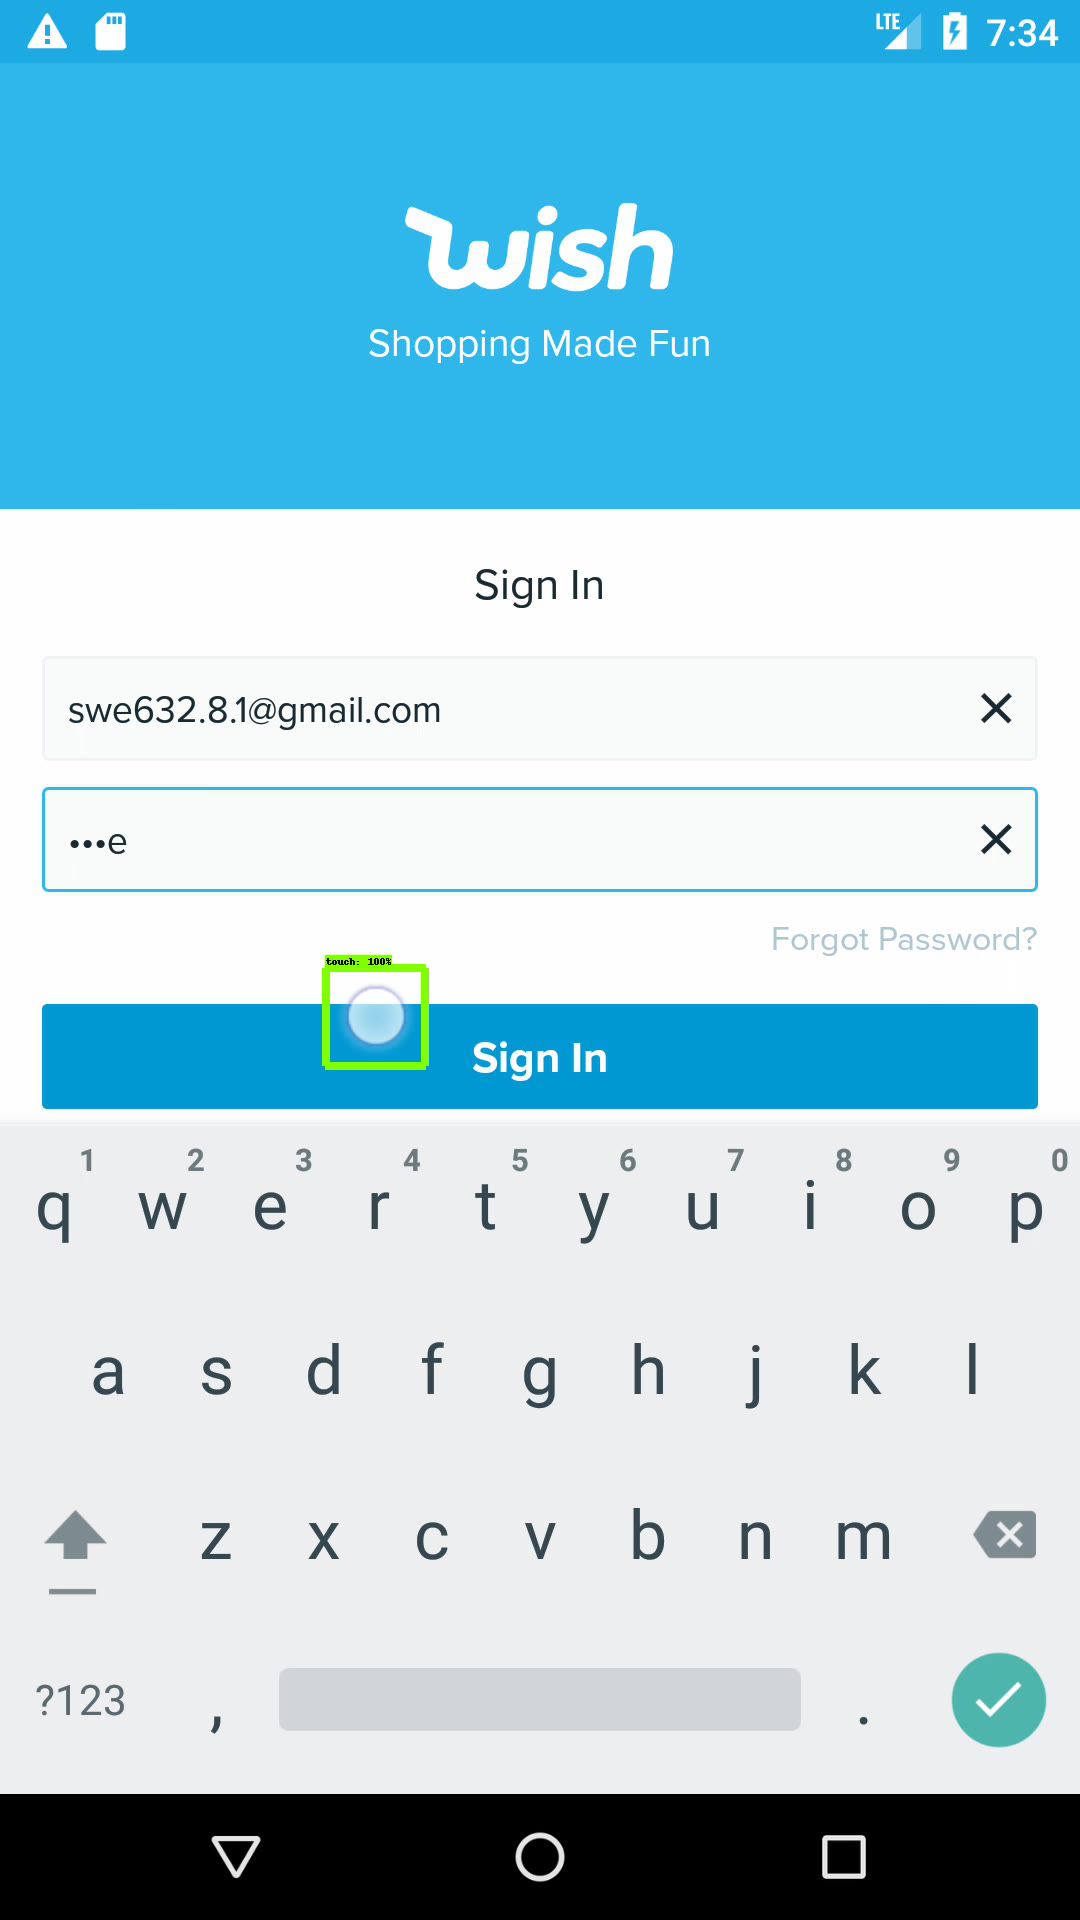 LTE 7:34
wish
Shopping Made Fun
Sign In
swe632.8.1@gmail.com
•••e
Forgot Password?
touch: 100%
Sign In
1 2 3 4 5 6 7 8 9 0
q w e r t y u i o p
a s d f g h j k l
z x c v b n m
?123 , .